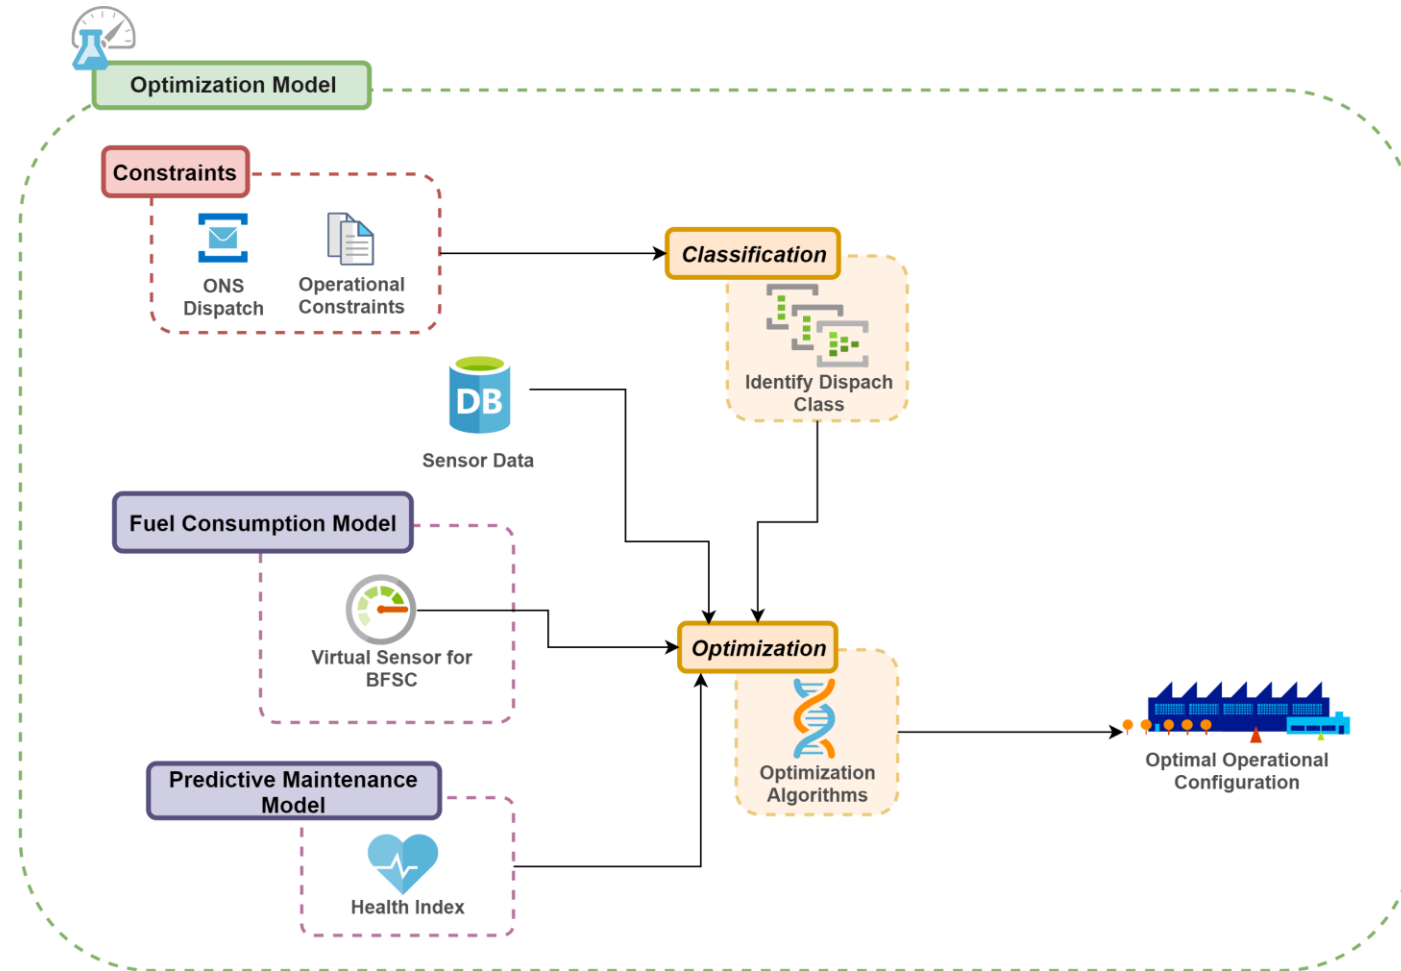 Optimization Model
Constraints
ONS
Dispatch
Operational
Constraints
Classification
Identify Dispach
Class
DB
Sensor Data
Fuel Consumption Model
Virtual Sensor for
BFSC
Optimization
Optimization
Algorithms
Optimal Operational
Configuration
Predictive Maintenance
Model
Health Index